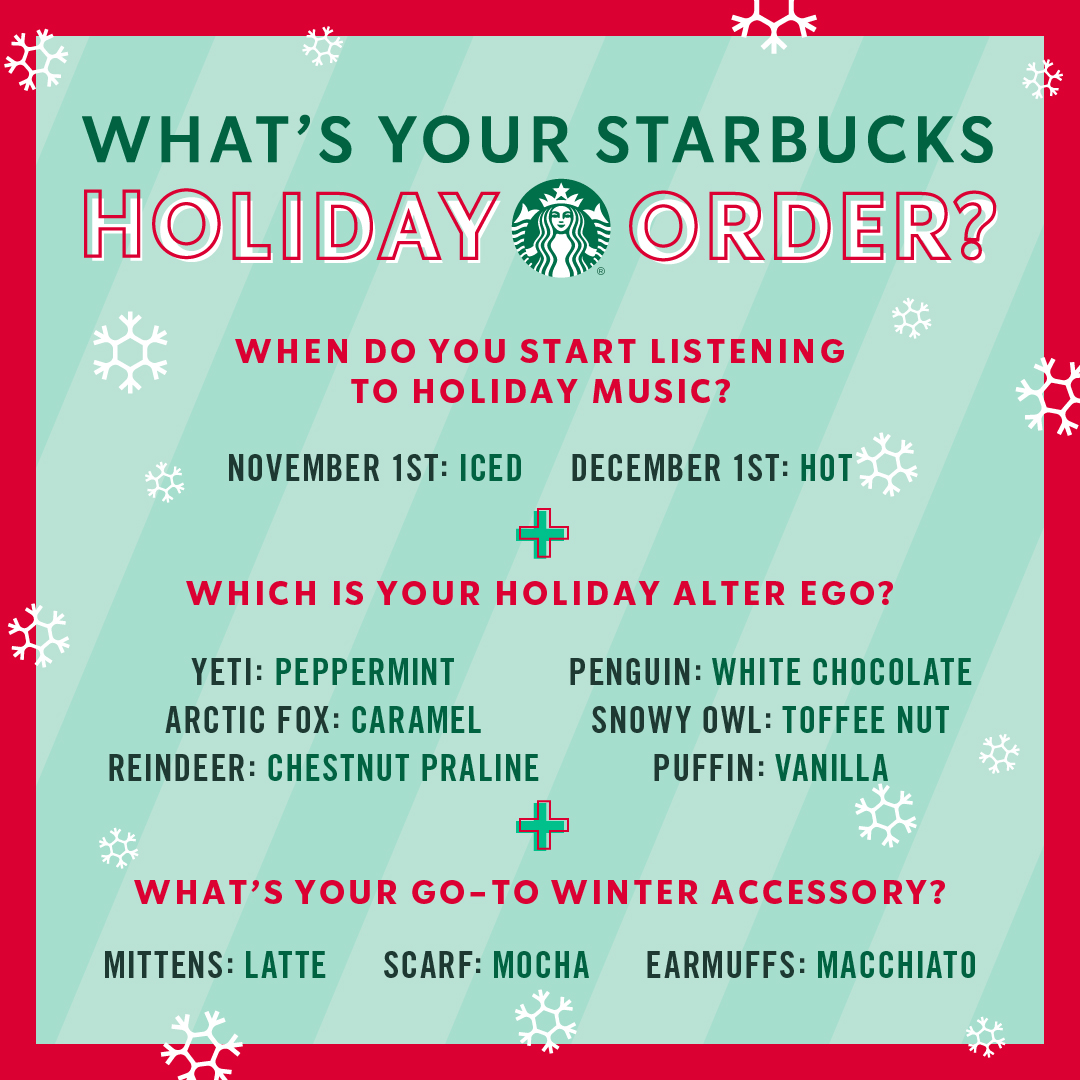 WHAT'S YOUR STARBUCKS
HOLIDAY ORDER?
®
WHEN DO YOU START LISTENING
TO HOLIDAY MUSIC?
NOVEMBER 1ST: ICED DECEMBER 1ST: HOT
WHICH IS YOUR HOLIDAY ALTER EGO?
YETI: PEPPERMINT PENGUIN: WHITE CHOCOLATE
ARCTIC FOX: CARAMEL SNOWY OWL: TOFFEE NUT
REINDEER: CHESTNUT PRALINE PUFFIN: VANILLA
WHAT'S YOUR GO–TO WINTER ACCESSORY?
MITTENS: LATTE SCARF: MOCHA EARMUFFS: MACCHIATO